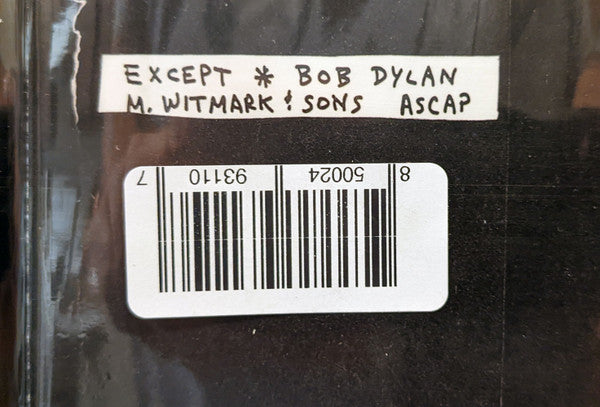 EXCEPT * BOB DYLAN
M. WITMARK & SONS ASCAP
8 50024 93110 7